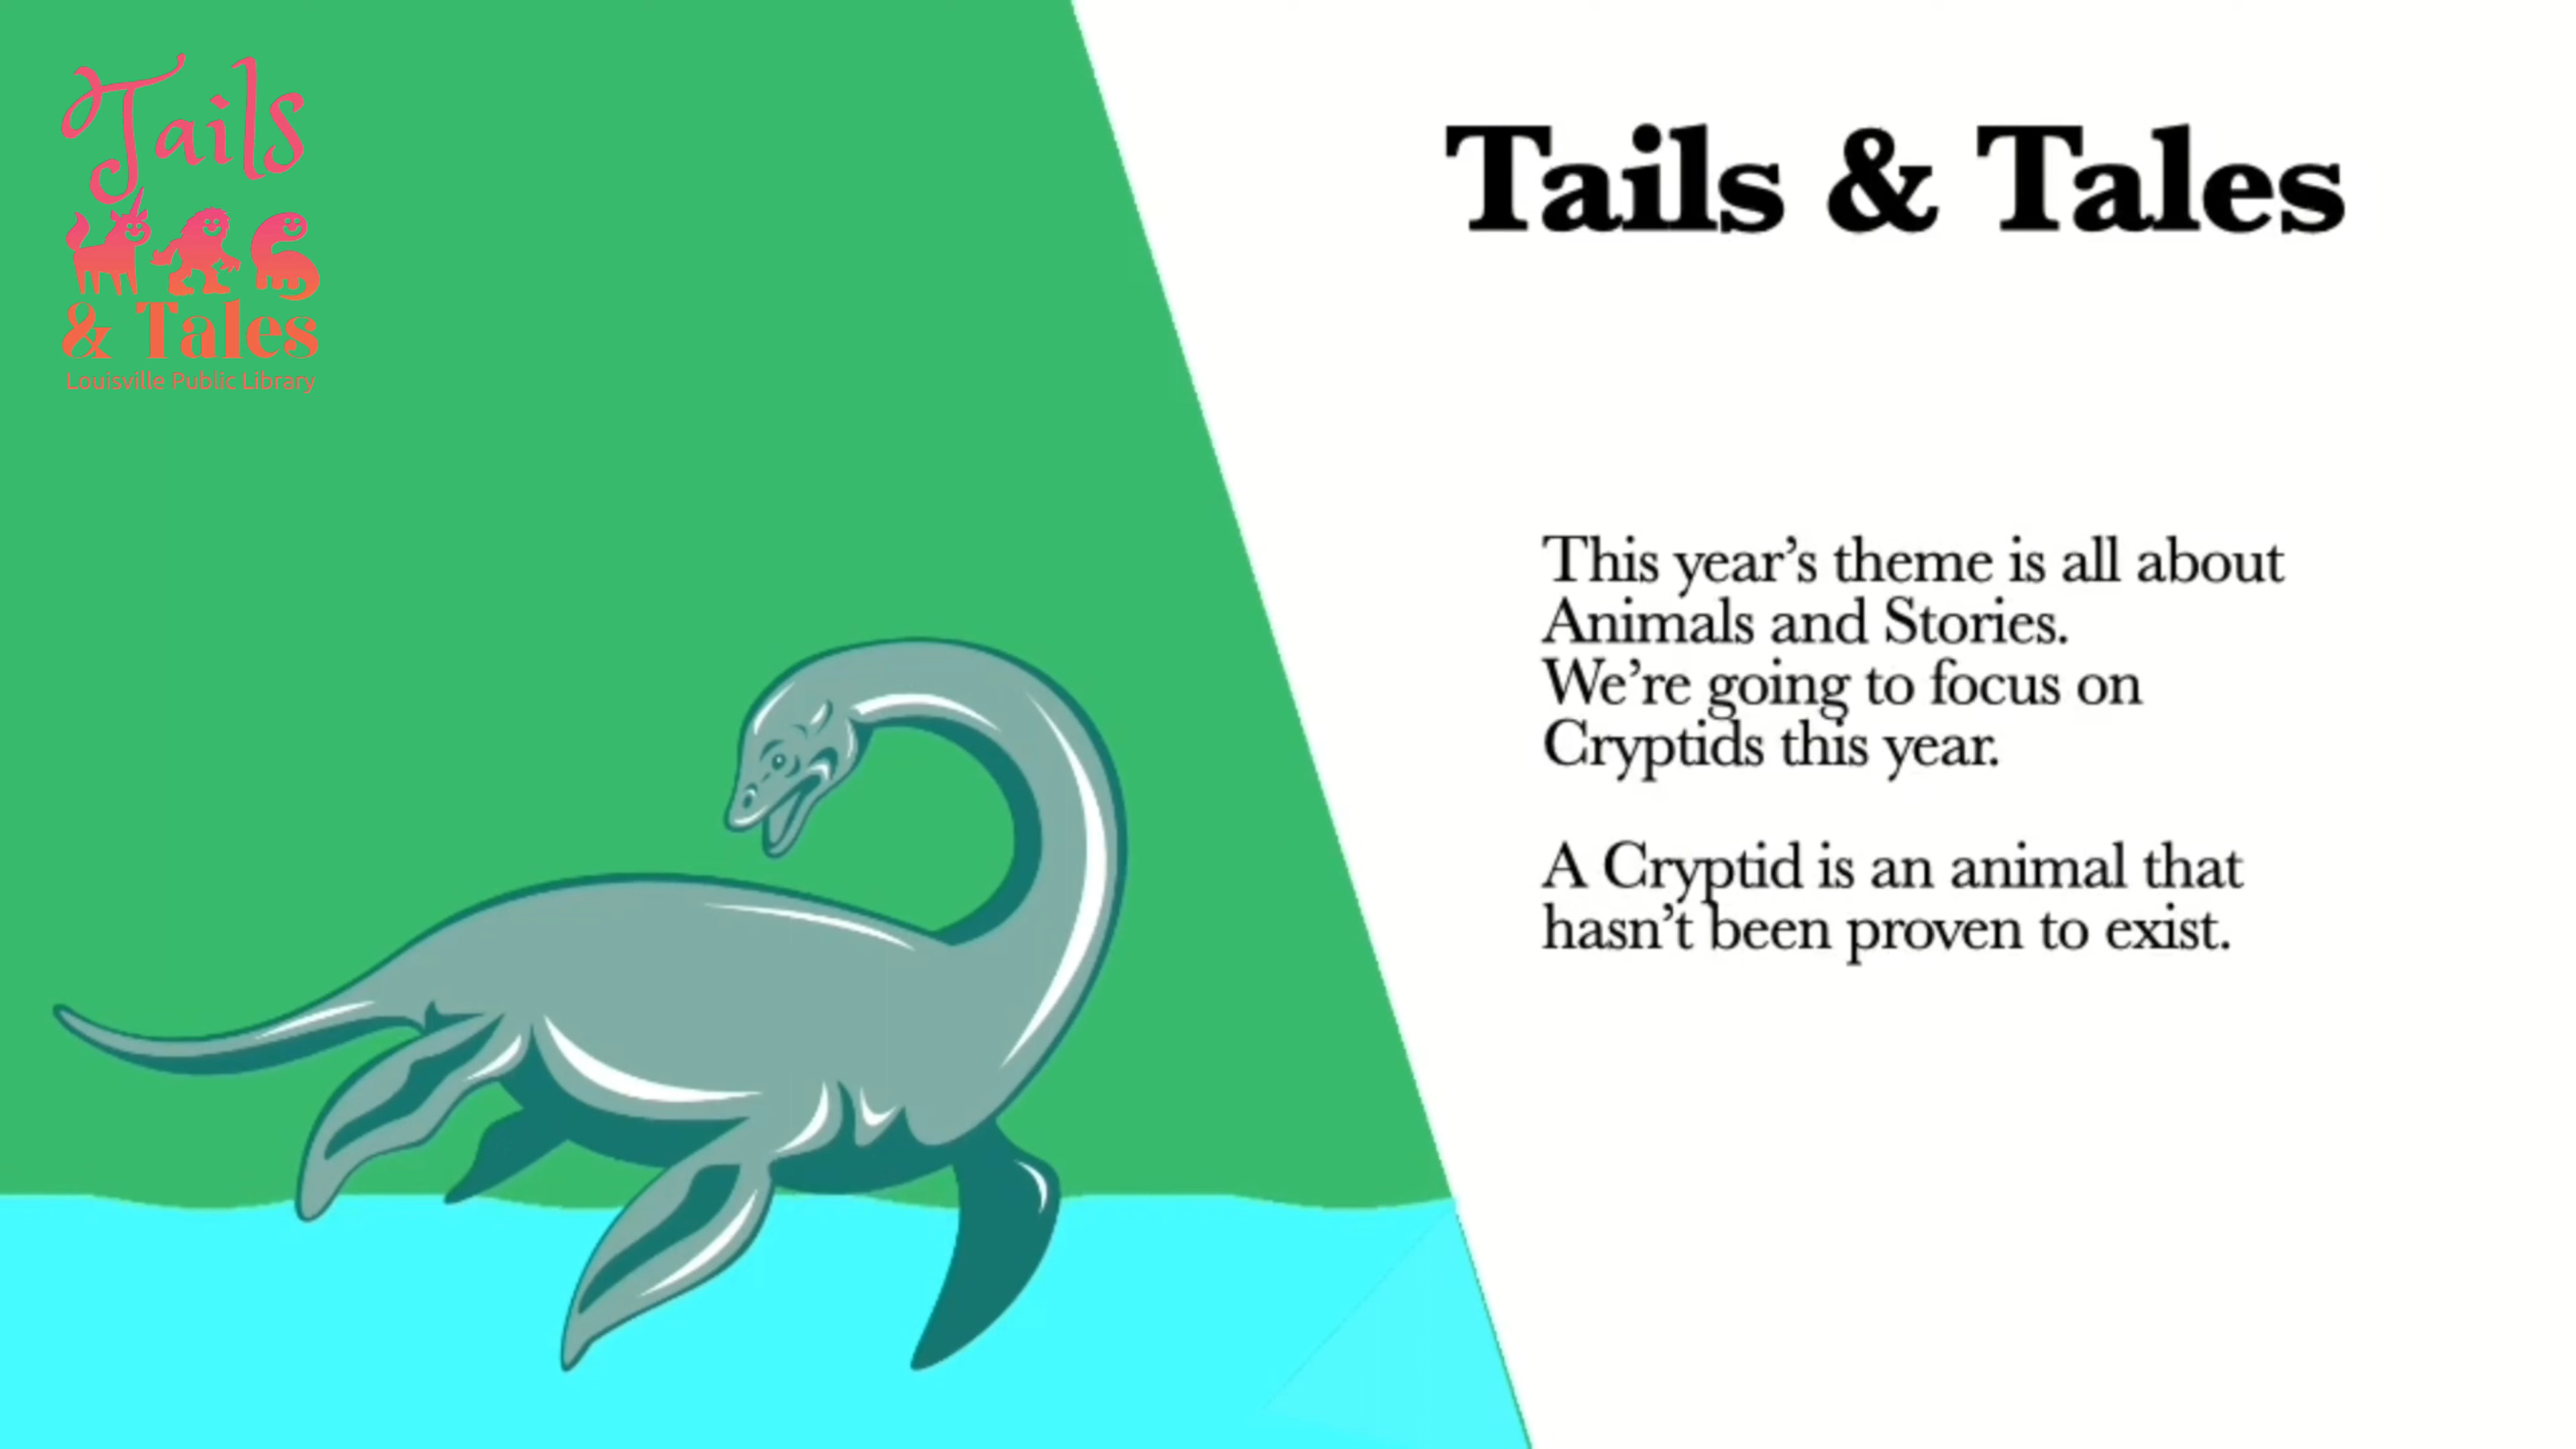 Tails
& Tales
Louisville Public Library
Tails & Tales
This year’s theme is all about
Animals and Stories.
We’re going to focus on
Cryptids this year.
A Cryptid is an animal that
hasn’t been proven to exist.